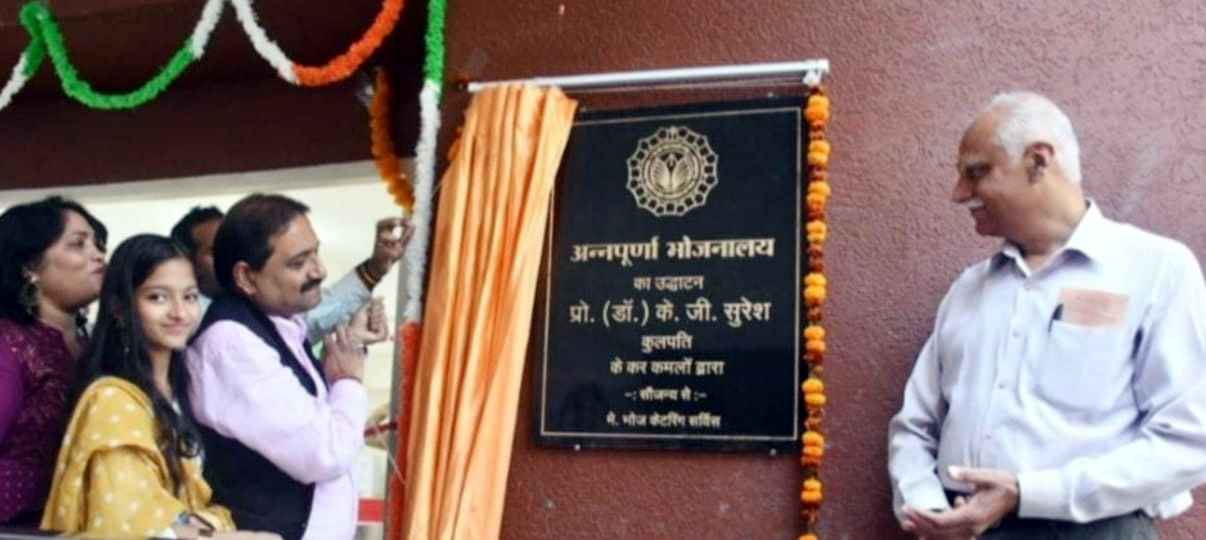 अन्नपूर्णा भोजनालय
का उद्घाटन
प्रो. (डॉ.) के. जी. सुरेश
कुलपति
के कर कमलों द्वारा
-: सौजन्य से :-
मे. भोज केटरिंग सर्विस